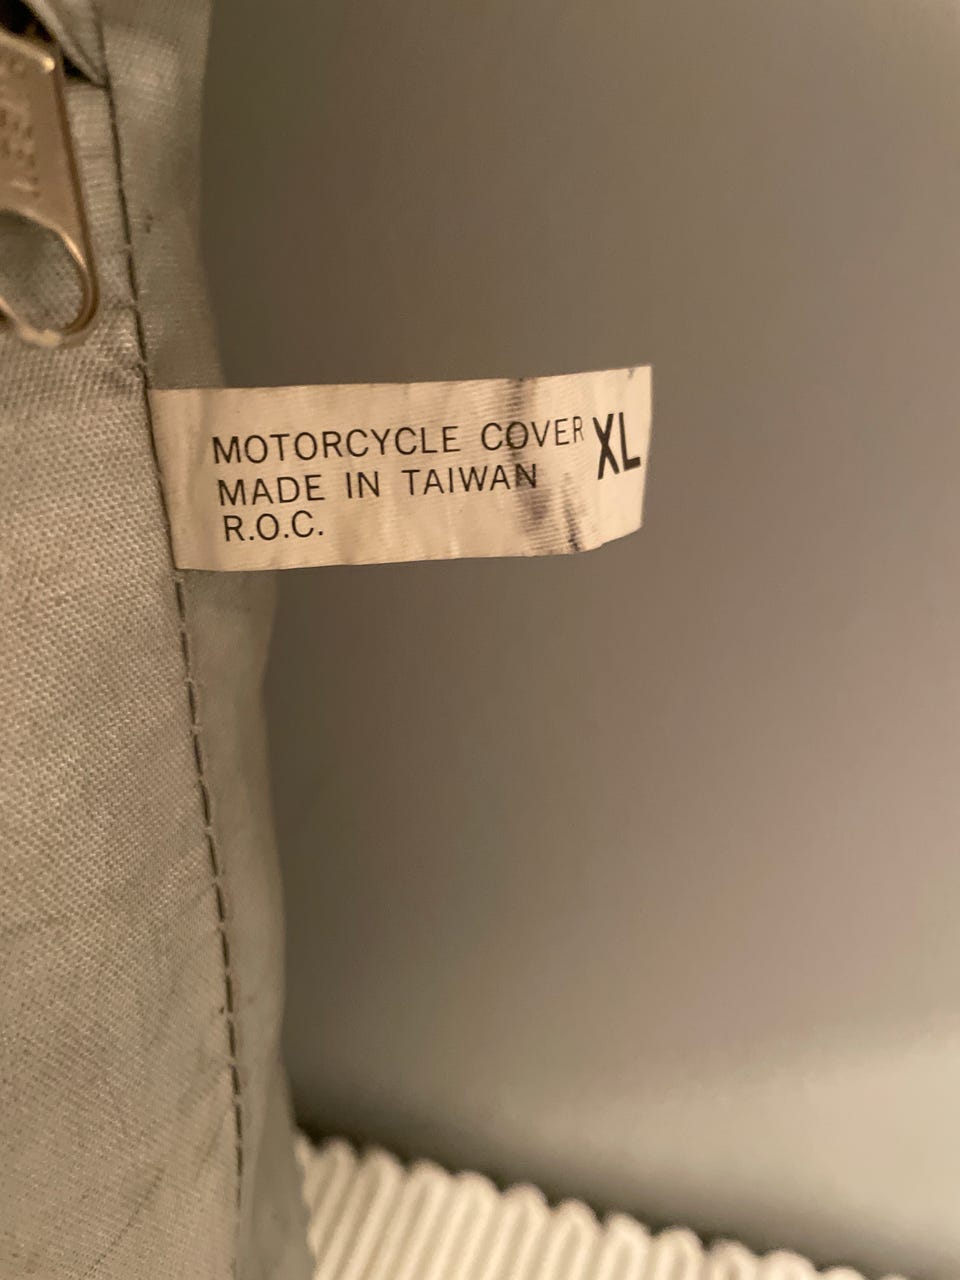 MOTORCYCLE COVER XL
MADE IN TAIWAN
R.O.C.